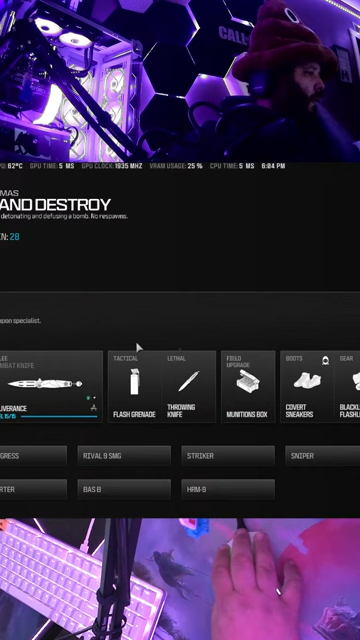 CALL OF
PU: 62°C GPU TIME: 5 MS GPU CLOCK: 1935 MHZ VRAM USAGE: 25 % CPU TIME: 5 MS 6:04 PM
MAS
AND DESTROY
detonating and defusing a bomb. No respawns.
N: 28
apon specialist.
LEE
MBAT KNIFE
TACTICAL
LETHAL
FIELD UPGRADE
BOOTS
GEAR
IVERANCE
FLASH GRENADE
THROWING KNIFE
MUNITIONS BOX
COVERT SNEAKERS
BLACKL
FLASHLI
GRESS
RIVAL 9 SMG
STRIKER
SNIPER
RTER
BAS B
HRM-9